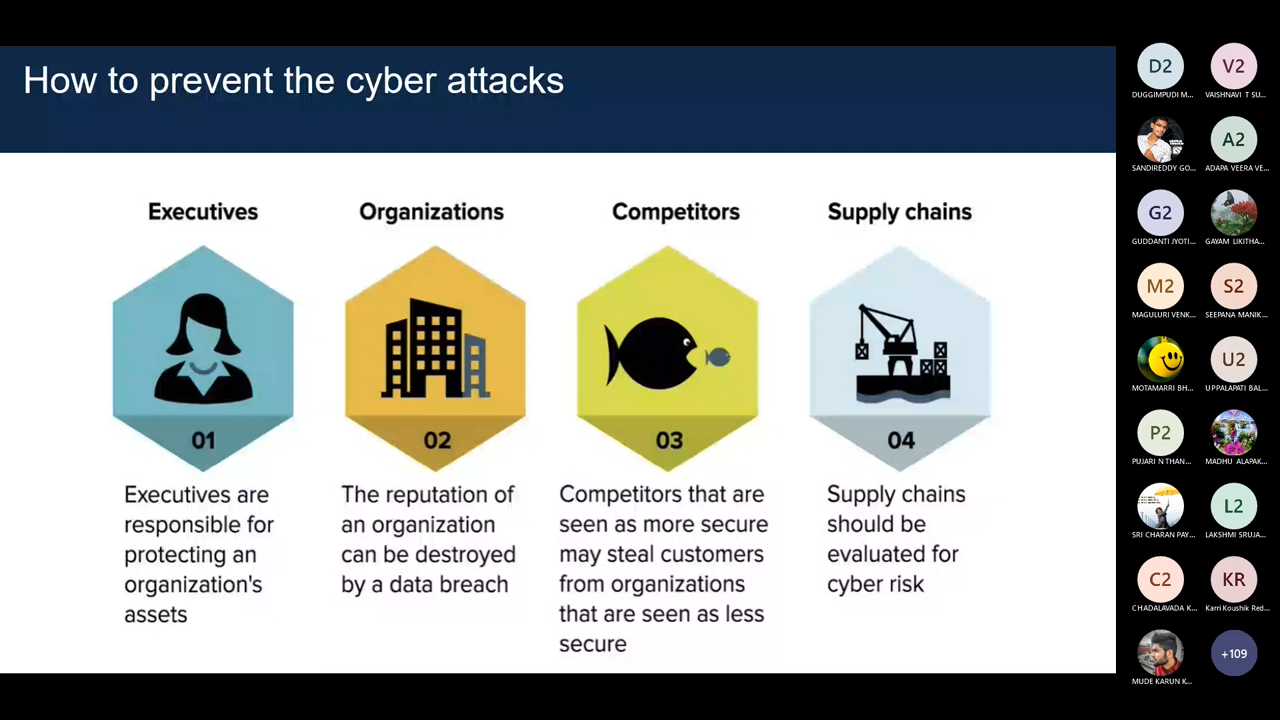 How to prevent the cyber attacks
Executives
Organizations
Competitors
Supply chains
01
02
03
04
Executives are
responsible for
protecting an
organization's
assets
The reputation of
an organization
can be destroyed
by a data breach
Competitors that are
seen as more secure
may steal customers
from organizations
that are seen as less
secure
Supply chains
should be
evaluated for
cyber risk
D2
V2
DUGGIMPUDI M...
VAISHNAVI T SU...
A2
SANDIREDDY GO...
ADAPA VEERA VE...
G2
GUDDANTI JYOTI...
GAYAM LIKITHA...
M2
S2
MAGULURI VENK...
SEEPANA MANIK...
U2
MOTAMARRI BH...
UPPALAPATI BAL...
P2
PUJARI N THAN...
MADHU ALAPAK...
L2
SRI CHARAN PAY...
LAKSHMI SRUJA...
C2
KR
CHADALAVADA K...
Karri Koushik Red...
+109
MUDE KARUN K...